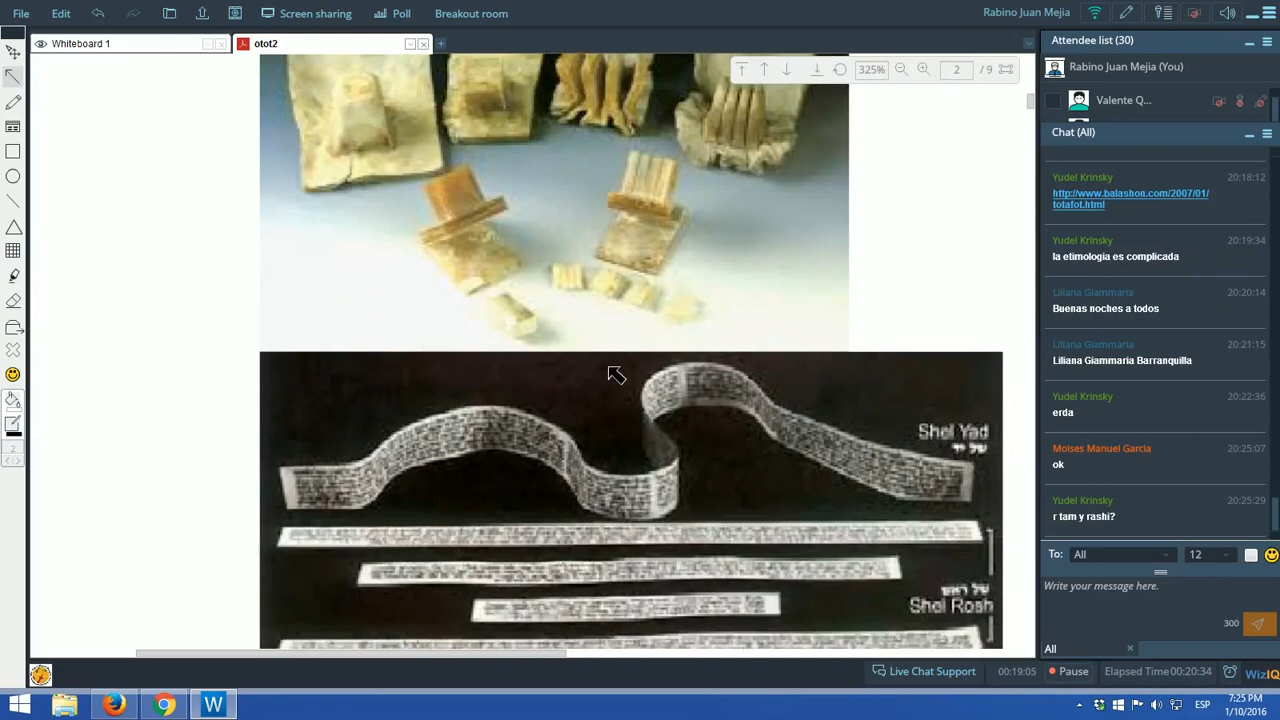 File
Edit
Screen sharing
Poll
Breakout room
Rabino Juan Mejia
Whiteboard 1
otot2
325%
2
/ 9
Attendee list (30)
Rabino Juan Mejia (You)
Valente Q...
Chat (All)
Yudel Krinsky 20:18:12
http://www.balashon.com/2007/01/
totafot.html
Yudel Krinsky 20:19:34
la etimologia es complicada
Liliana Giammaria 20:20:14
Buenas noches a todos
Liliana Giammaria 20:21:15
Liliana Giammaria Barranquilla
Yudel Krinsky 20:22:36
erda
Moises Manuel Garcia 20:25:07
ok
Yudel Krinsky 20:25:29
r tam y rashi?
To: All 12
Write your message here.
300
All
Shel Yad
של יד
של ראש
Shel Rosh
2
Live Chat Support
00:19:05
Pause
Elapsed Time 00:20:34
WizIQ
W
ESP
7:25 PM
1/10/2016